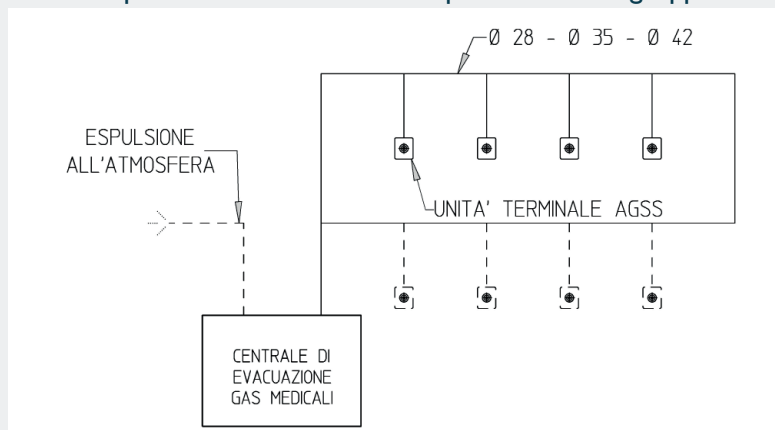 Ø 28 - Ø 35 - Ø 42
ESPULSIONE
ALL'ATMOSFERA
UNITA' TERMINALE AGSS
CENTRALE DI
EVACUAZIONE
GAS MEDICALI